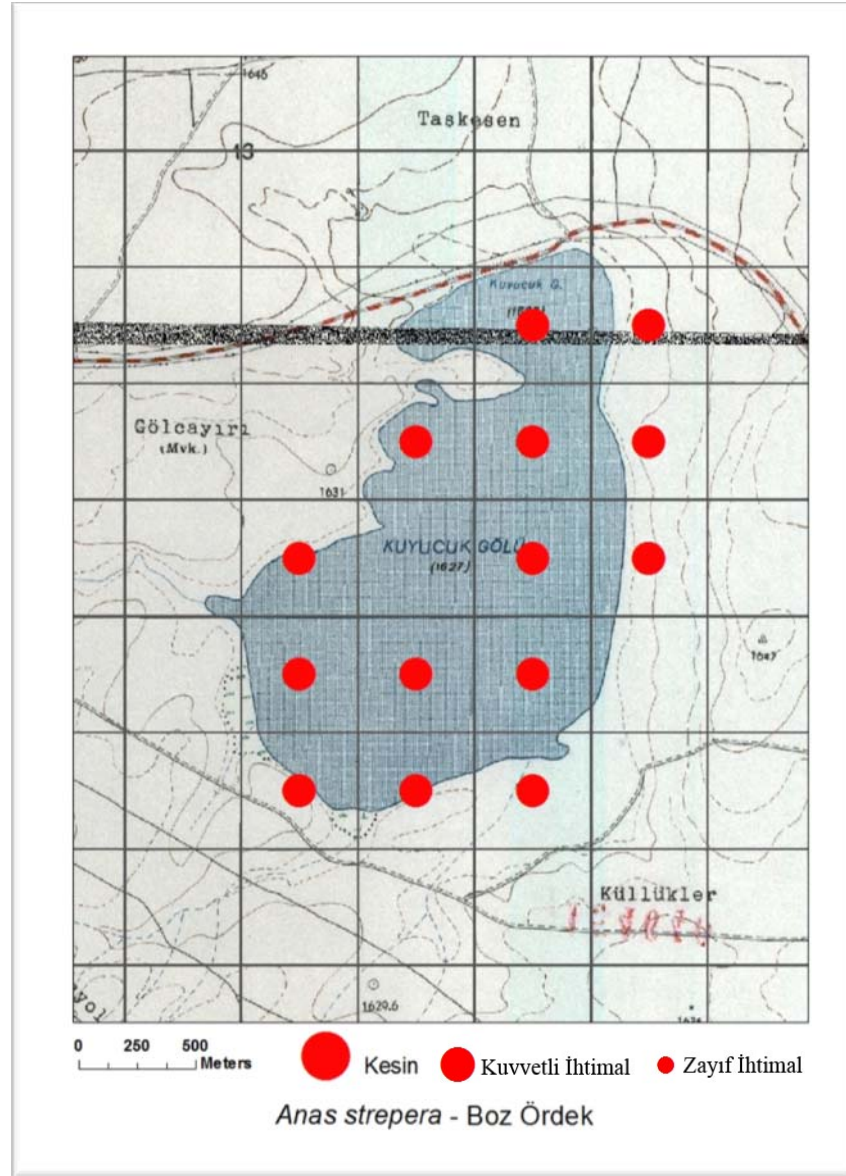 1645
Taşkesen
13
Kuyucuk G.
Gölcayırı
(Mvk.)
1631
KUYUCUK GÖLÜ
(1627)
1647
Küllükler
1629.6
0 250 500
Meters
Kesin
Kuvvetli İhtimal
Zayıf İhtimal
Anas strepera - Boz Ördek